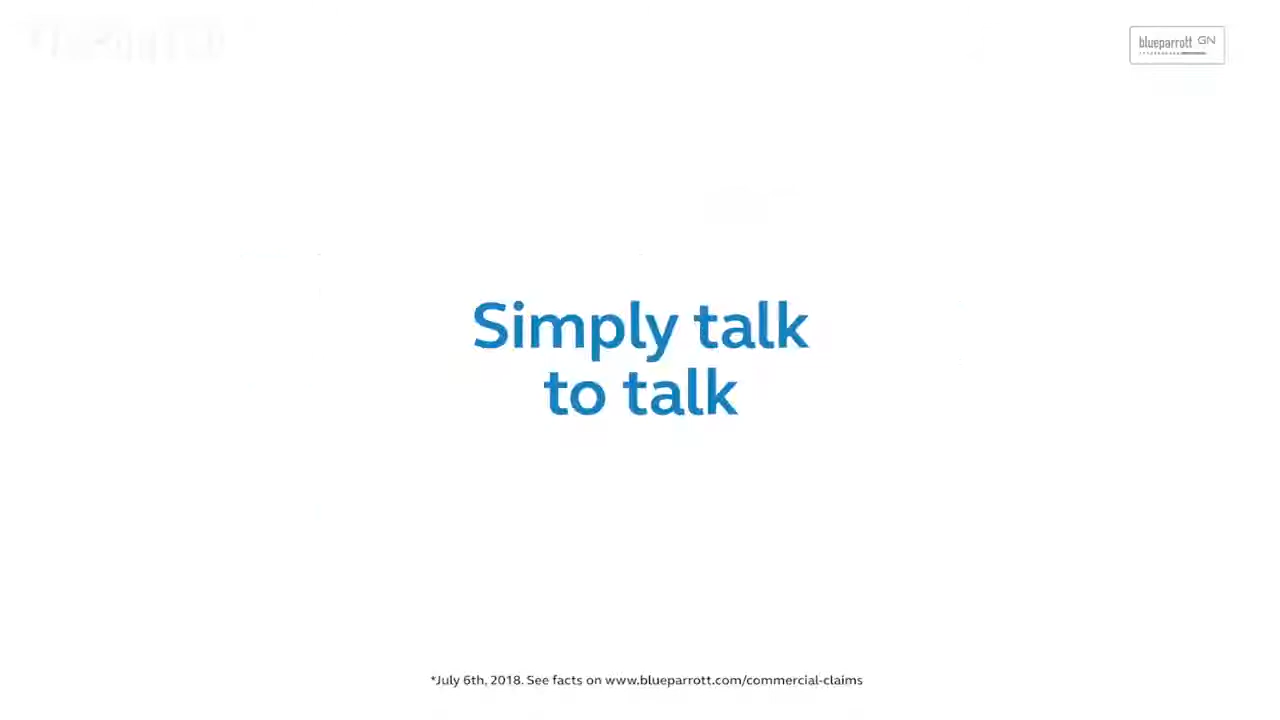 blueparrott GN
Simply talk
to talk
*July 6th, 2018. See facts on www.blueparrott.com/commercial-claims